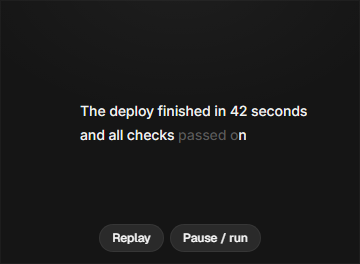 The deploy finished in 42 seconds
and all checks passed on
Replay
Pause / run